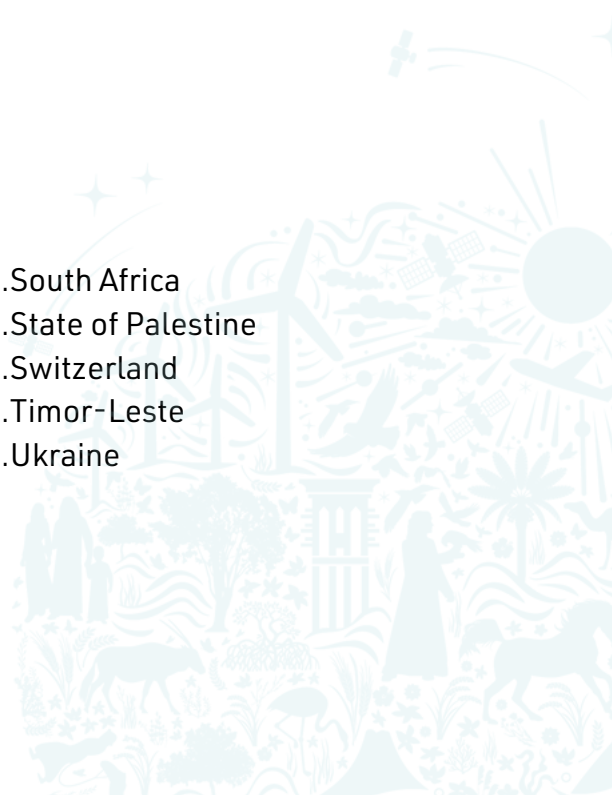 .South Africa
.State of Palestine
.Switzerland
.Timor-Leste
.Ukraine